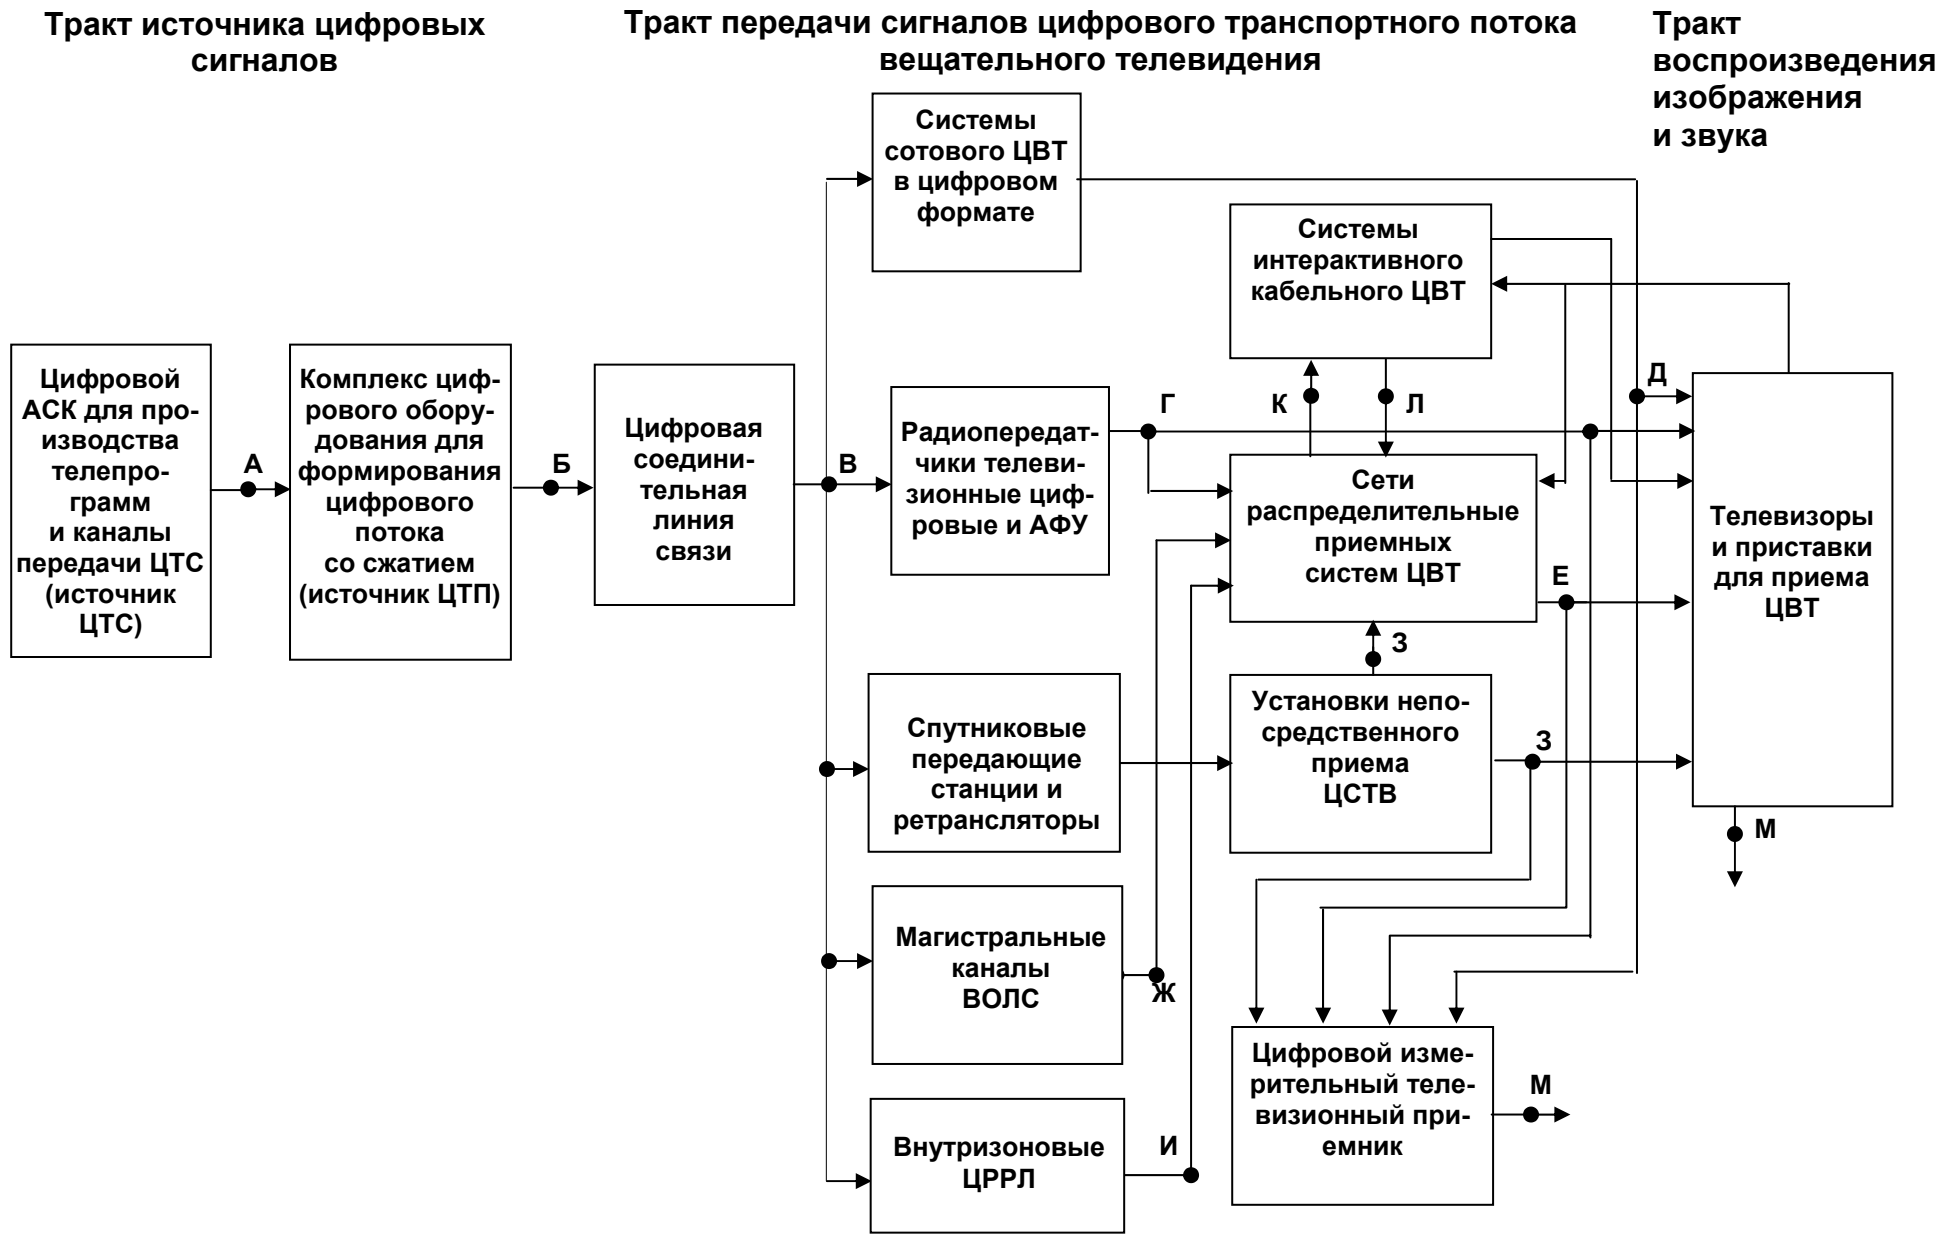 Тракт источника цифровых
сигналов
Тракт передачи сигналов цифрового транспортного потока
вещательного телевидения
Тракт
воспроизведения
изображения
и звука
Системы
сотового ЦВТ
в цифровом
формате
Системы
интерактивного
кабельного ЦВТ
Цифровой
АСК для про-
изводства
телепро-
грамм
и каналы
передачи ЦТС
(источник
ЦТС)
А
Комплекс циф-
рового обору-
дования для
формирования
цифрового
потока
со сжатием
(источник ЦТП)
Б
Цифровая
соедини-
тельная
линия
связи
В
Радиопередат-
чики телеви-
зионные циф-
ровые и АФУ
Г
К
Л
Д
Сети
распределительные
приемных
систем ЦВТ
Е
Телевизоры
и приставки
для приема
ЦВТ
З
Спутниковые
передающие
станции и
ретрансляторы
Установки непо-
средственного
приема
ЦСТВ
З
М
Магистральные
каналы
ВОЛС
Ж
Цифровой изме-
рительный теле-
визионный при-
емник
М
Внутризоновые
ЦРРЛ
И